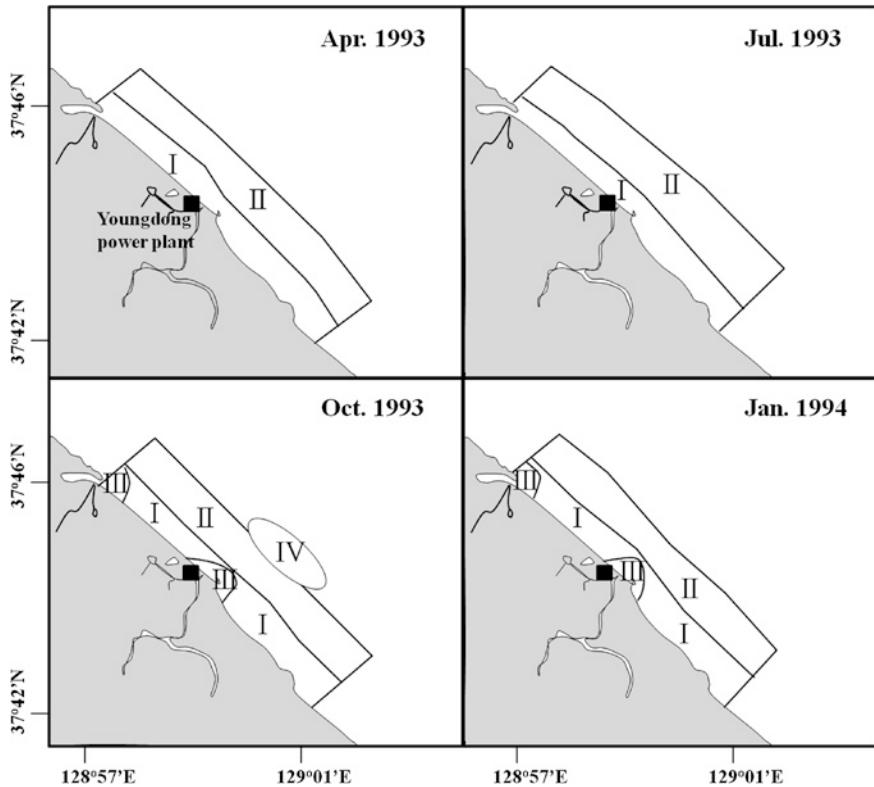 Apr. 1993
Jul. 1993
37°46'N
I
II
I
II
Youngdong
power plant
37°42'N
Oct. 1993
Jan. 1994
37°46'N
III
I
II
IV
III
I
III
I
II
III
I
37°42'N
128°57'E
129°01'E
128°57'E
129°01'E